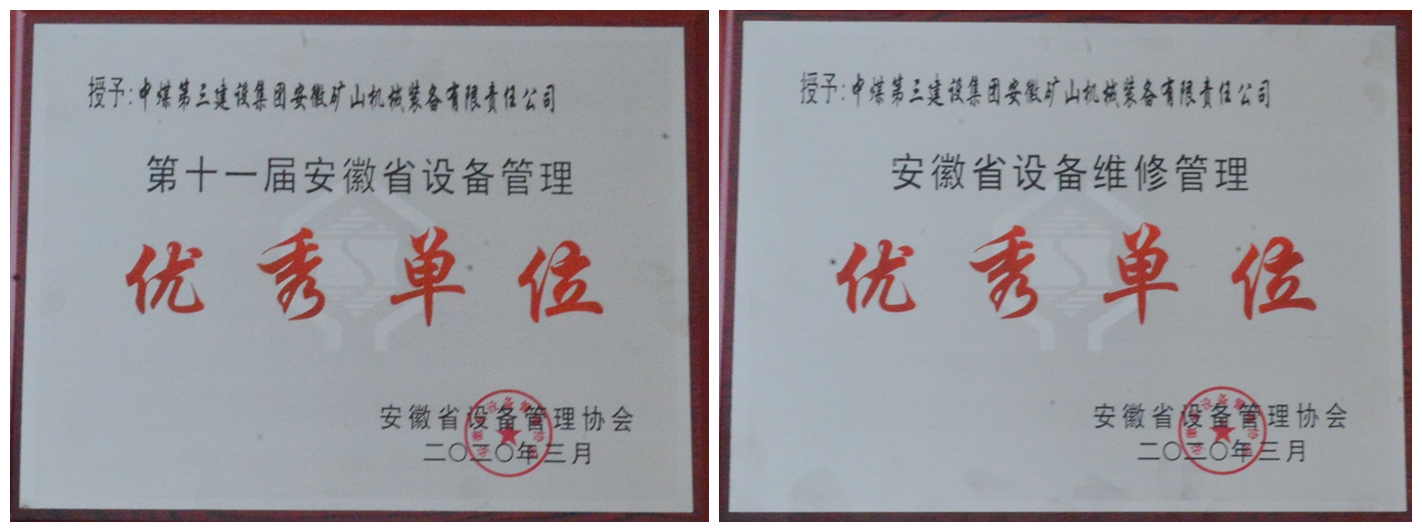 授予:中煤第三建设集团安徽矿山机械装备有限责任公司
第十一届安徽省设备管理
优秀单位
安徽省设备管理协会
二〇二〇年三月
授予:中煤第三建设集团安徽矿山机械装备有限责任公司
安徽省设备维修管理
优秀单位
安徽省设备管理协会
二〇二〇年三月